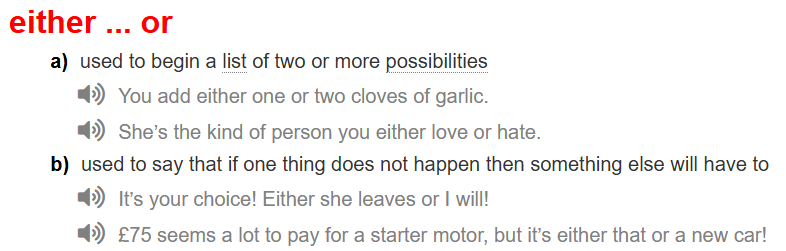 either ... or
a) used to begin a list of two or more possibilities
You add either one or two cloves of garlic.
She’s the kind of person you either love or hate.
b) used to say that if one thing does not happen then something else will have to
It’s your choice! Either she leaves or I will!
£75 seems a lot to pay for a starter motor, but it’s either that or a new car!